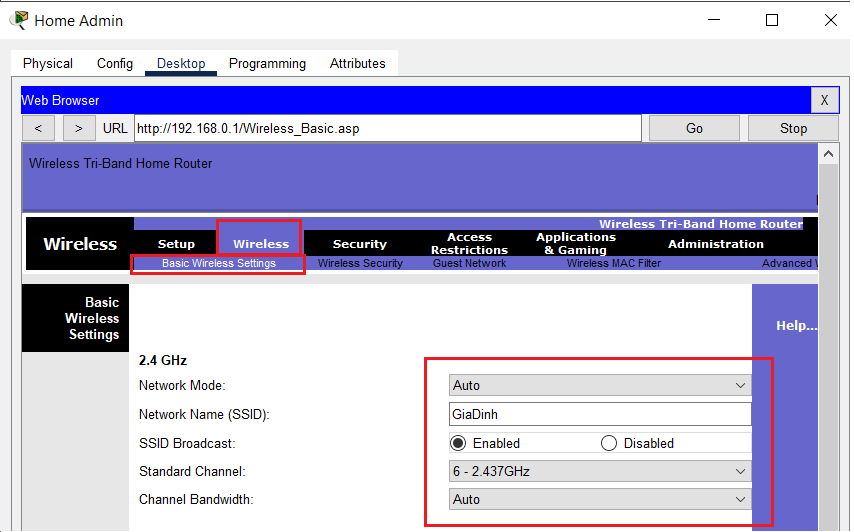 Home Admin
Physical Config Desktop Programming Attributes
Web Browser X
< > URL http://192.168.0.1/Wireless_Basic.asp Go Stop
Wireless Tri-Band Home Router
Wireless Tri-Band Home Router
Wireless Setup Wireless Security Access Restrictions Applications & Gaming Administration
Basic Wireless Settings Wireless Security Guest Network Wireless MAC Filter Advanced
Basic
Wireless
Settings
Help...
2.4 GHz
Network Mode: Auto
Network Name (SSID): GiaDinh
SSID Broadcast: Enabled Disabled
Standard Channel: 6 - 2.437GHz
Channel Bandwidth: Auto